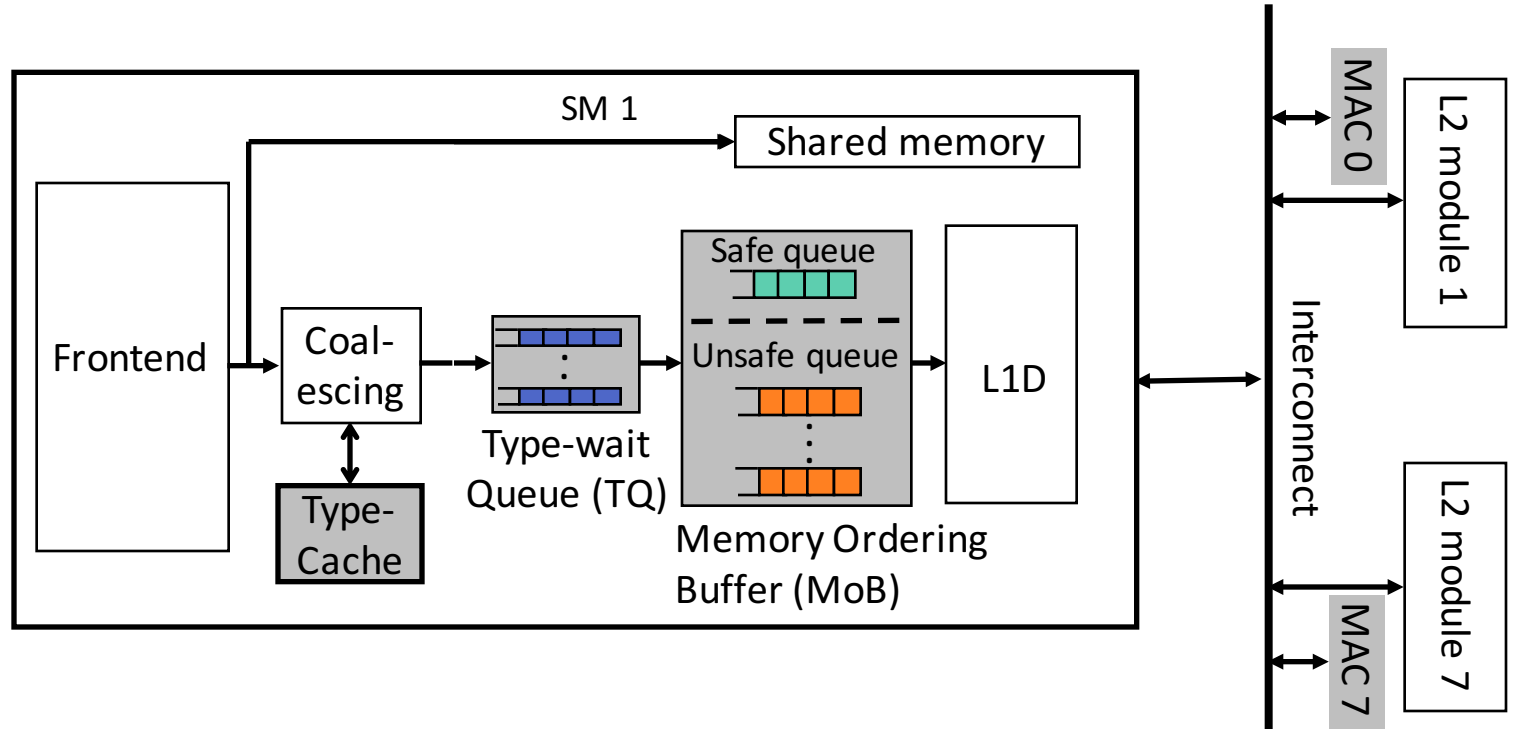 SM 1
Shared memory
Frontend
Coal-
escing
Type-
Cache
Type-wait
Queue (TQ)
Safe queue
Unsafe queue
Memory Ordering
Buffer (MoB)
L1D
Interconnect
MAC 0
L2 module 1
L2 module 7
MAC 7